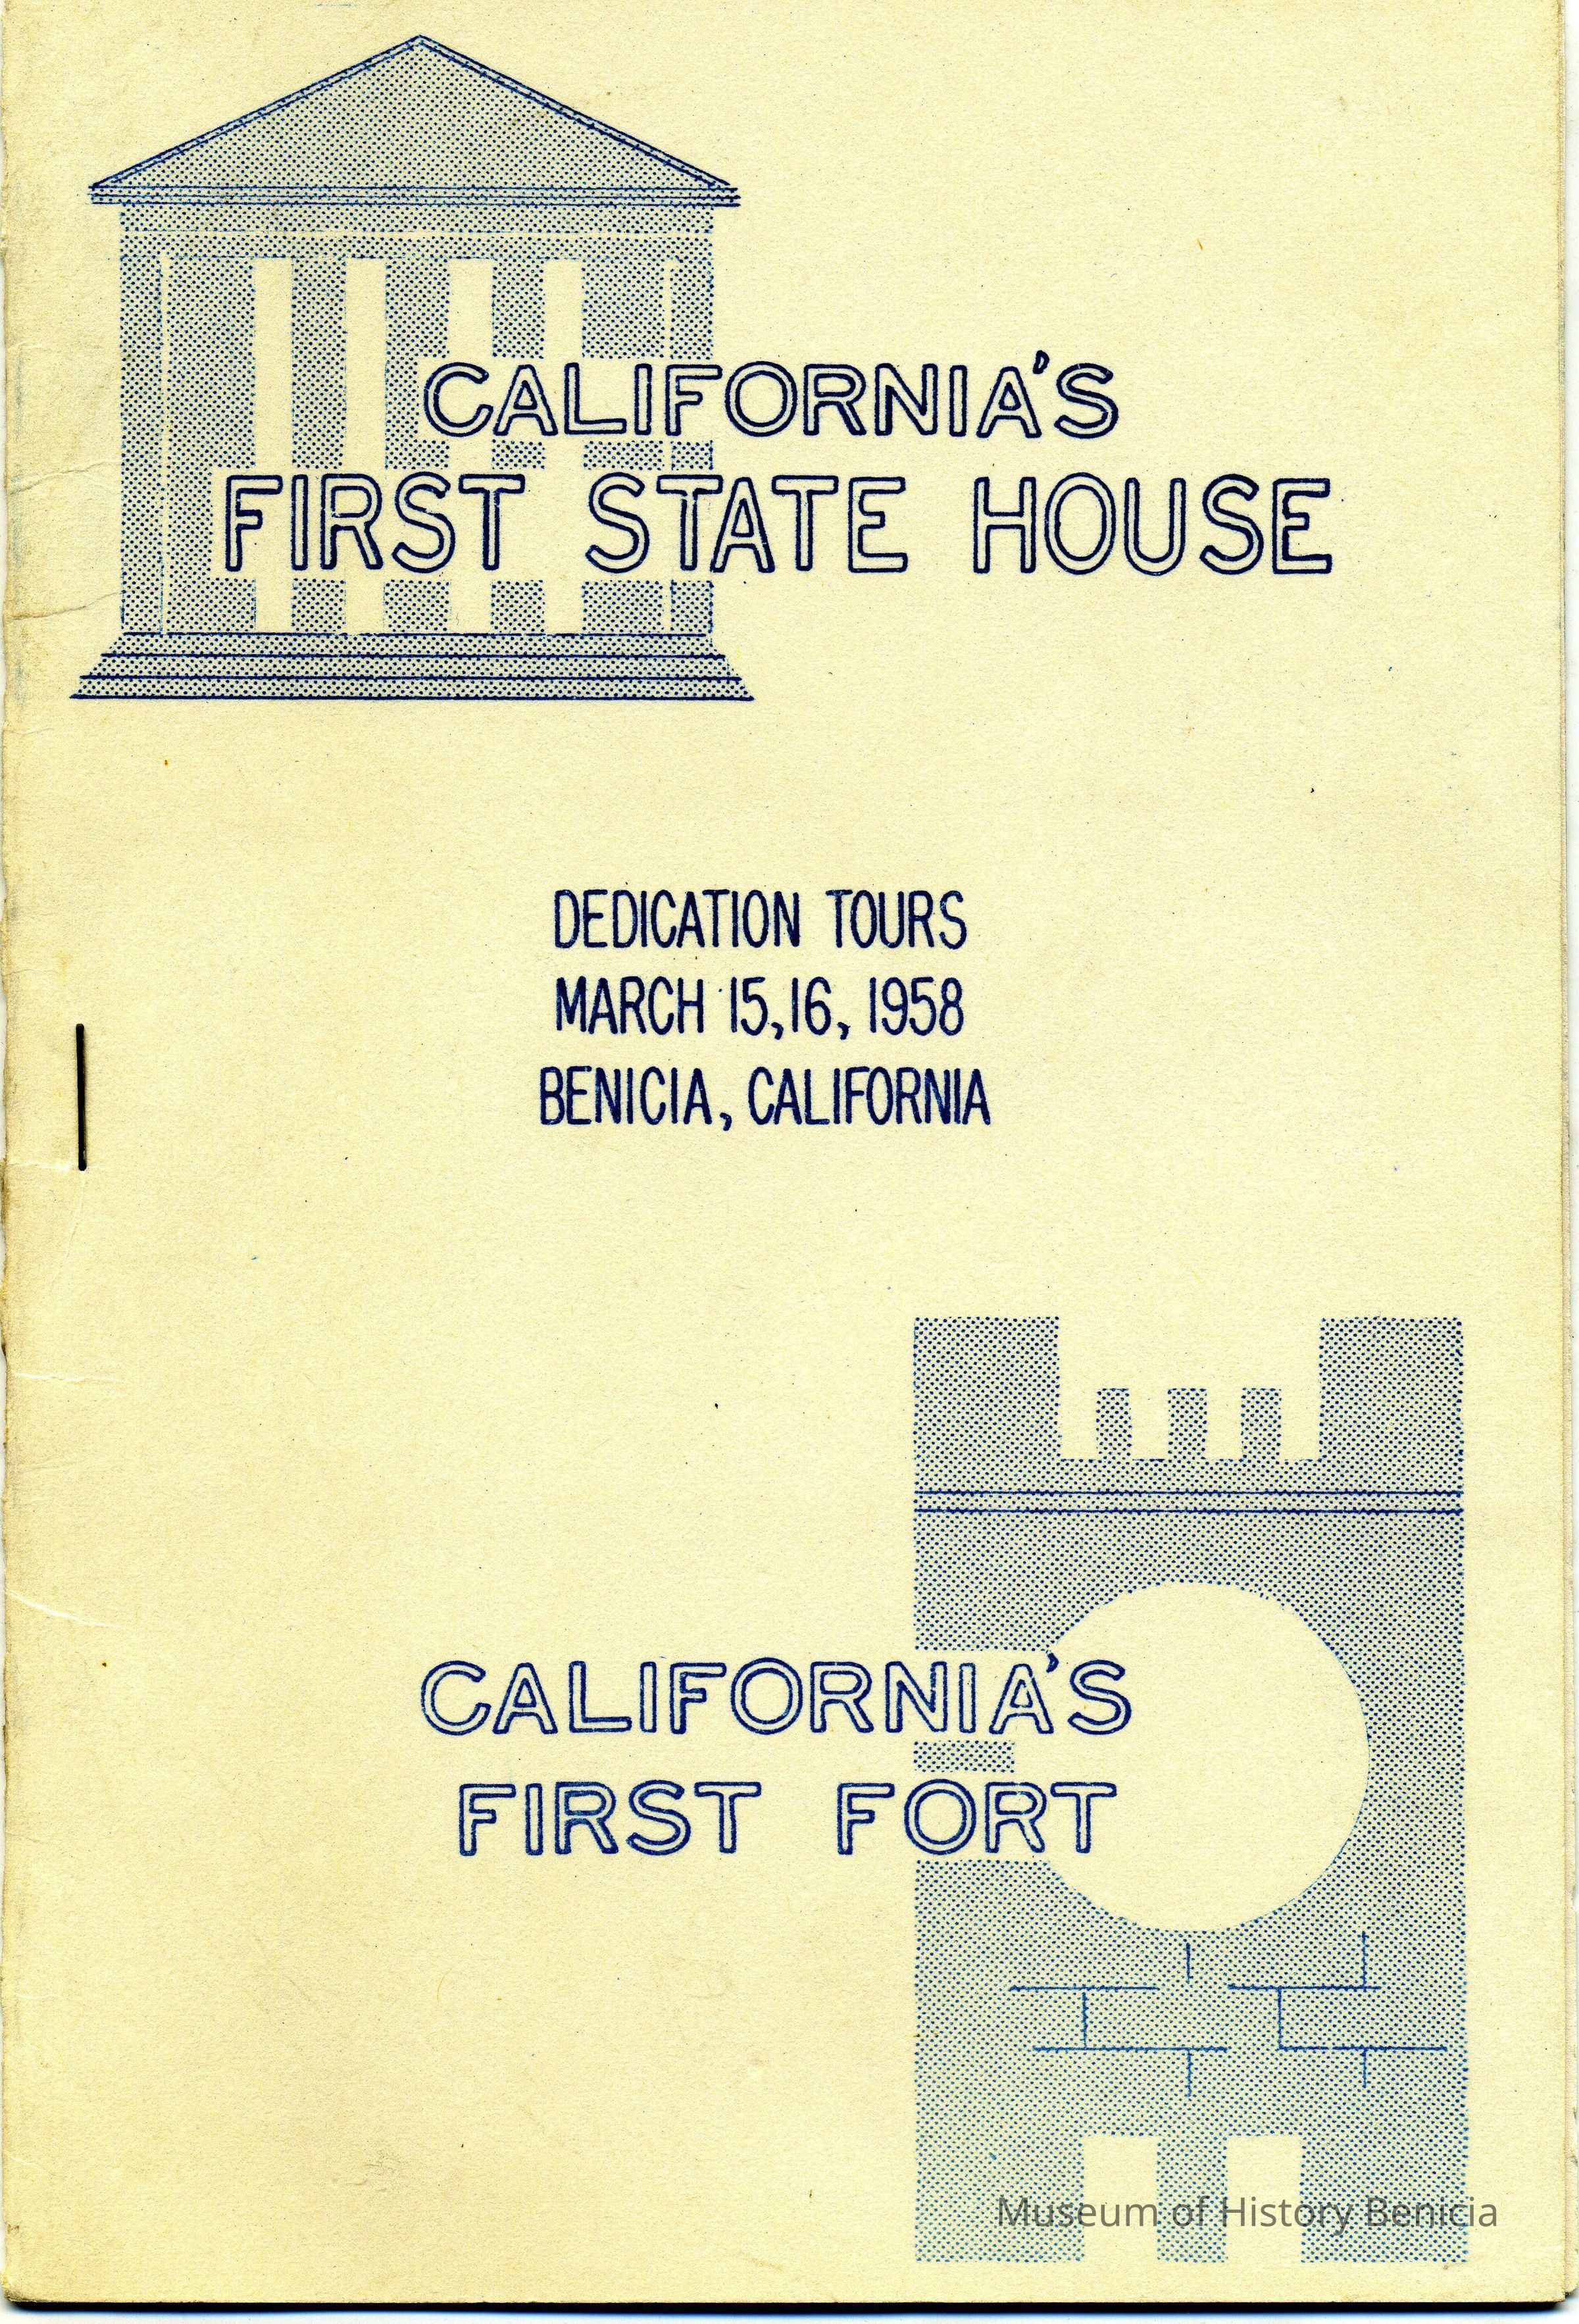 CALIFORNIA'S
FIRST STATE HOUSE
DEDICATION TOURS
MARCH 15,16, 1958
BENICIA, CALIFORNIA
CALIFORNIA'S
FIRST FORT
Museum of History Benicia